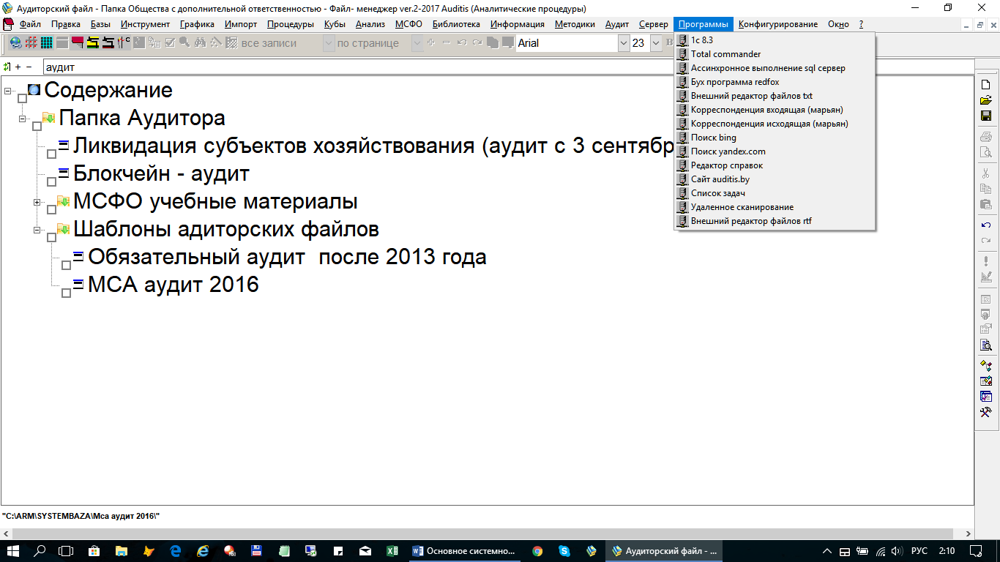 Аудиторский файл - Папка Общества с дополнительной ответственностью - Файл- менеджер ver.2-2017 Auditis (Аналитические процедуры)
Файл Правка Базы Инструмент Графика Импорт Процедуры Кубы Анализ МСФО Библиотека Информация Методики Аудит Сервер Программы Конфигурирование Окно ?
все записи по странице Arial 23 B
+ − аудит
Содержание
Папка Аудитора
Ликвидация субъектов хозяйствования (аудит с 3 сентябр
Блокчейн - аудит
МСФО учебные материалы
Шаблоны адиторских файлов
Обязательный аудит  после 2013 года
МСА аудит 2016
1с 8.3
Total commander
Ассинхронное выполнение sql сервер
Бух программа redfox
Внешний редактор файлов txt
Корреспонденция входящая (марьян)
Корреспонденция исходящая (марьян)
Поиск bing
Поиск yandex.com
Редактор справок
Сайт auditis.by
Список задач
Удаленное сканирование
Внешний редактор файлов rtf
"C:\ARM\SYSTEMBAZA\Мса аудит 2016\"
Основное системно... Аудиторский файл - ... РУС 2:10